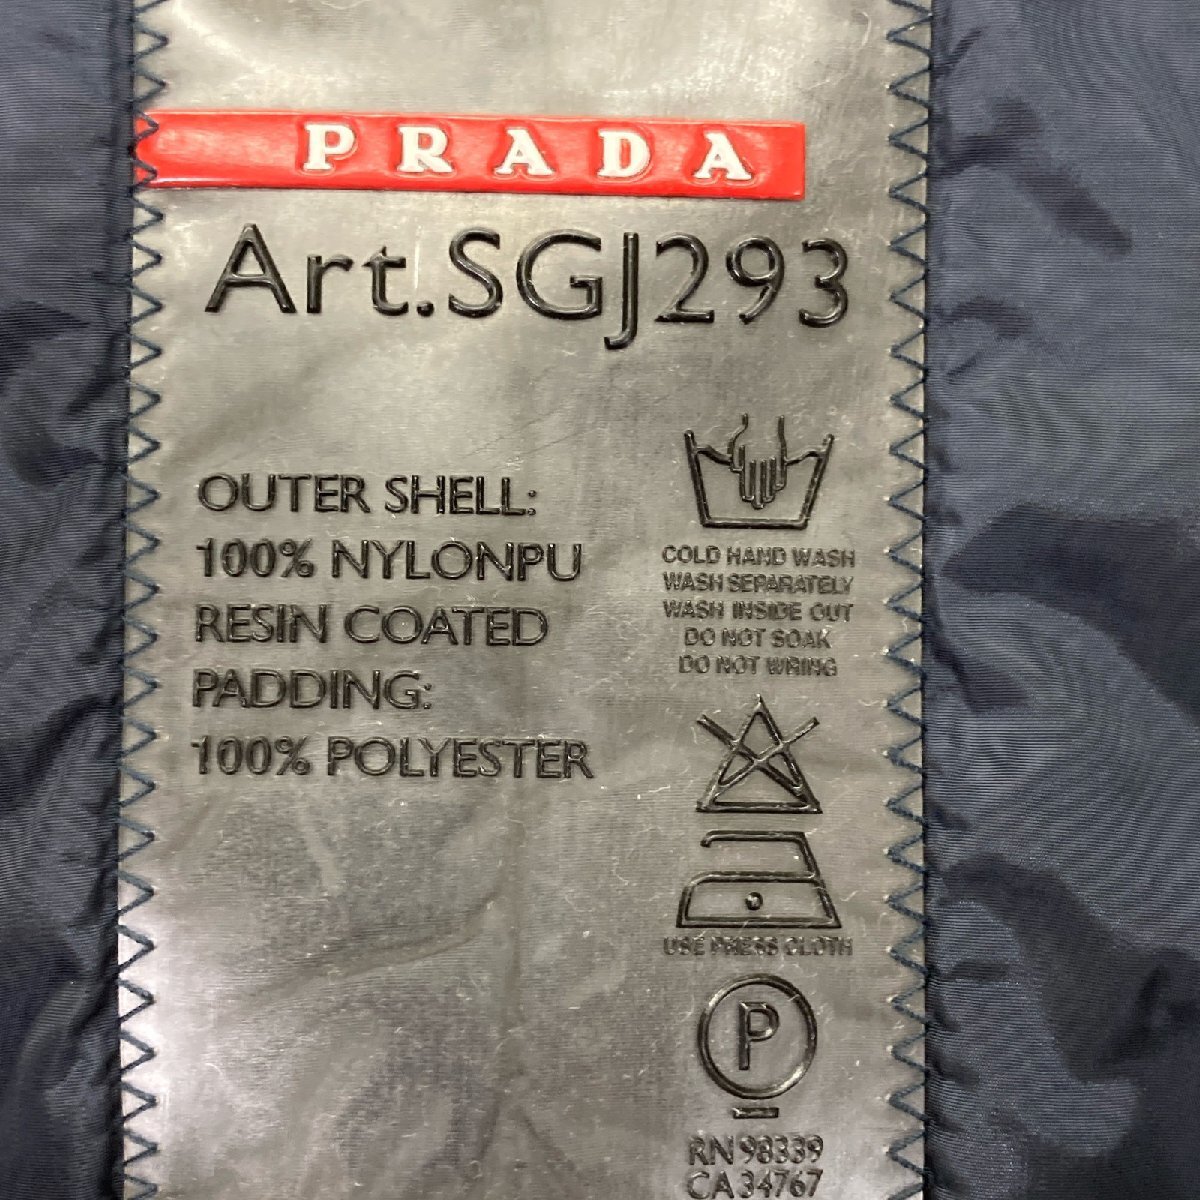 PRADA
Art.SGJ293
OUTER SHELL:
100% NYLONPU
RESIN COATED
PADDING:
100% POLYESTER
COLD HAND WASH
WASH SEPARATELY
WASH INSIDE OUT
DO NOT SOAK
DO NOT WRING
USE PRESS CLOTH
P
RN 98339
CA 34767